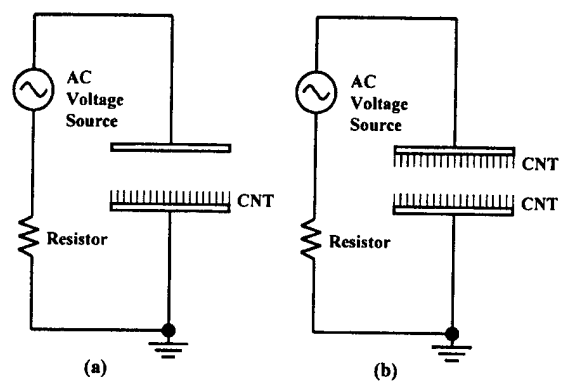 AC
Voltage
Source
CNT
Resistor
(a)
AC
Voltage
Source
CNT
CNT
Resistor
(b)